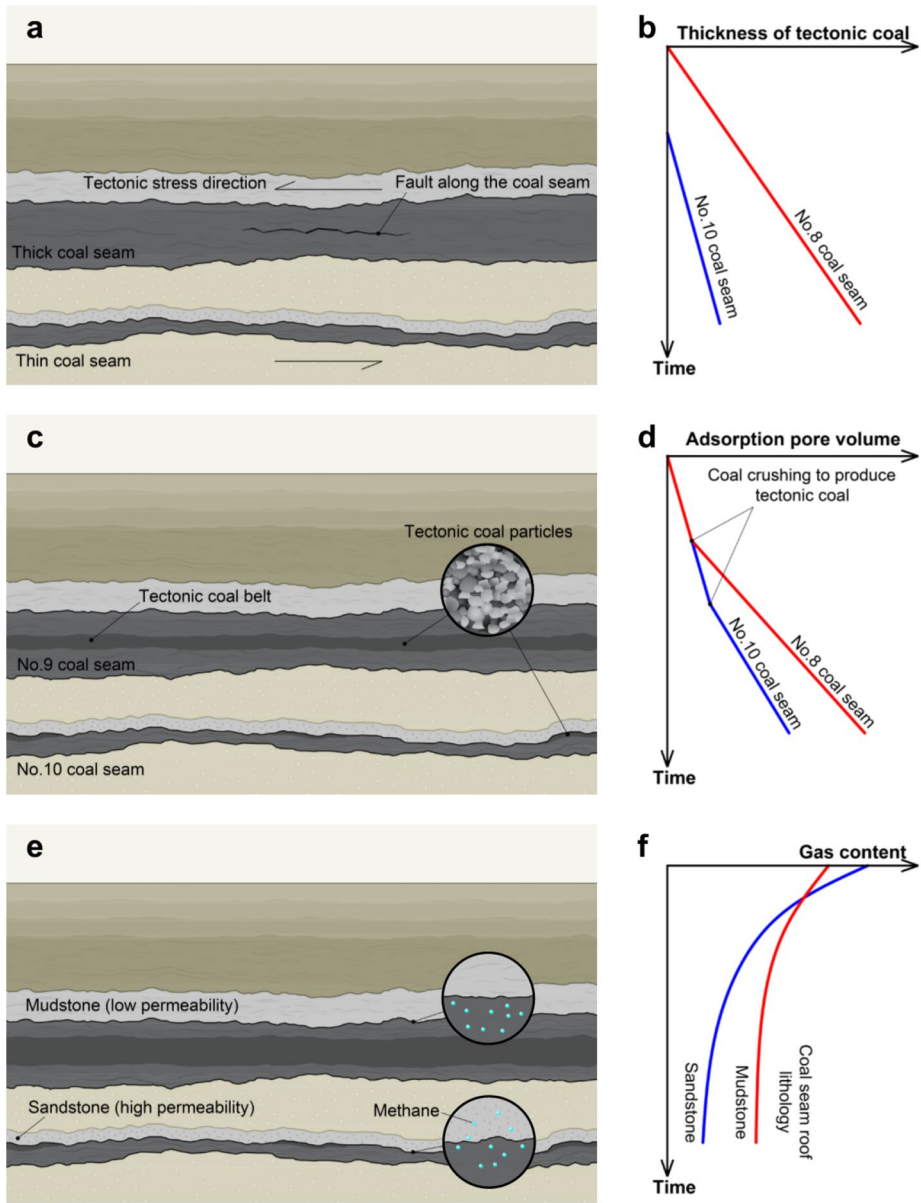 a
Tectonic stress direction
Fault along the coal seam
Thick coal seam
Thin coal seam
b
Thickness of tectonic coal
No.8 coal seam
No.10 coal seam
Time
c
Tectonic coal particles
Tectonic coal belt
No.9 coal seam
No.10 coal seam
d
Adsorption pore volume
Coal crushing to produce
tectonic coal
No.8 coal seam
No.10 coal seam
Time
e
Mudstone (low permeability)
Sandstone (high permeability)
Methane
f
Gas content
Sandstone
Mudstone
Coal seam roof
lithology
Time